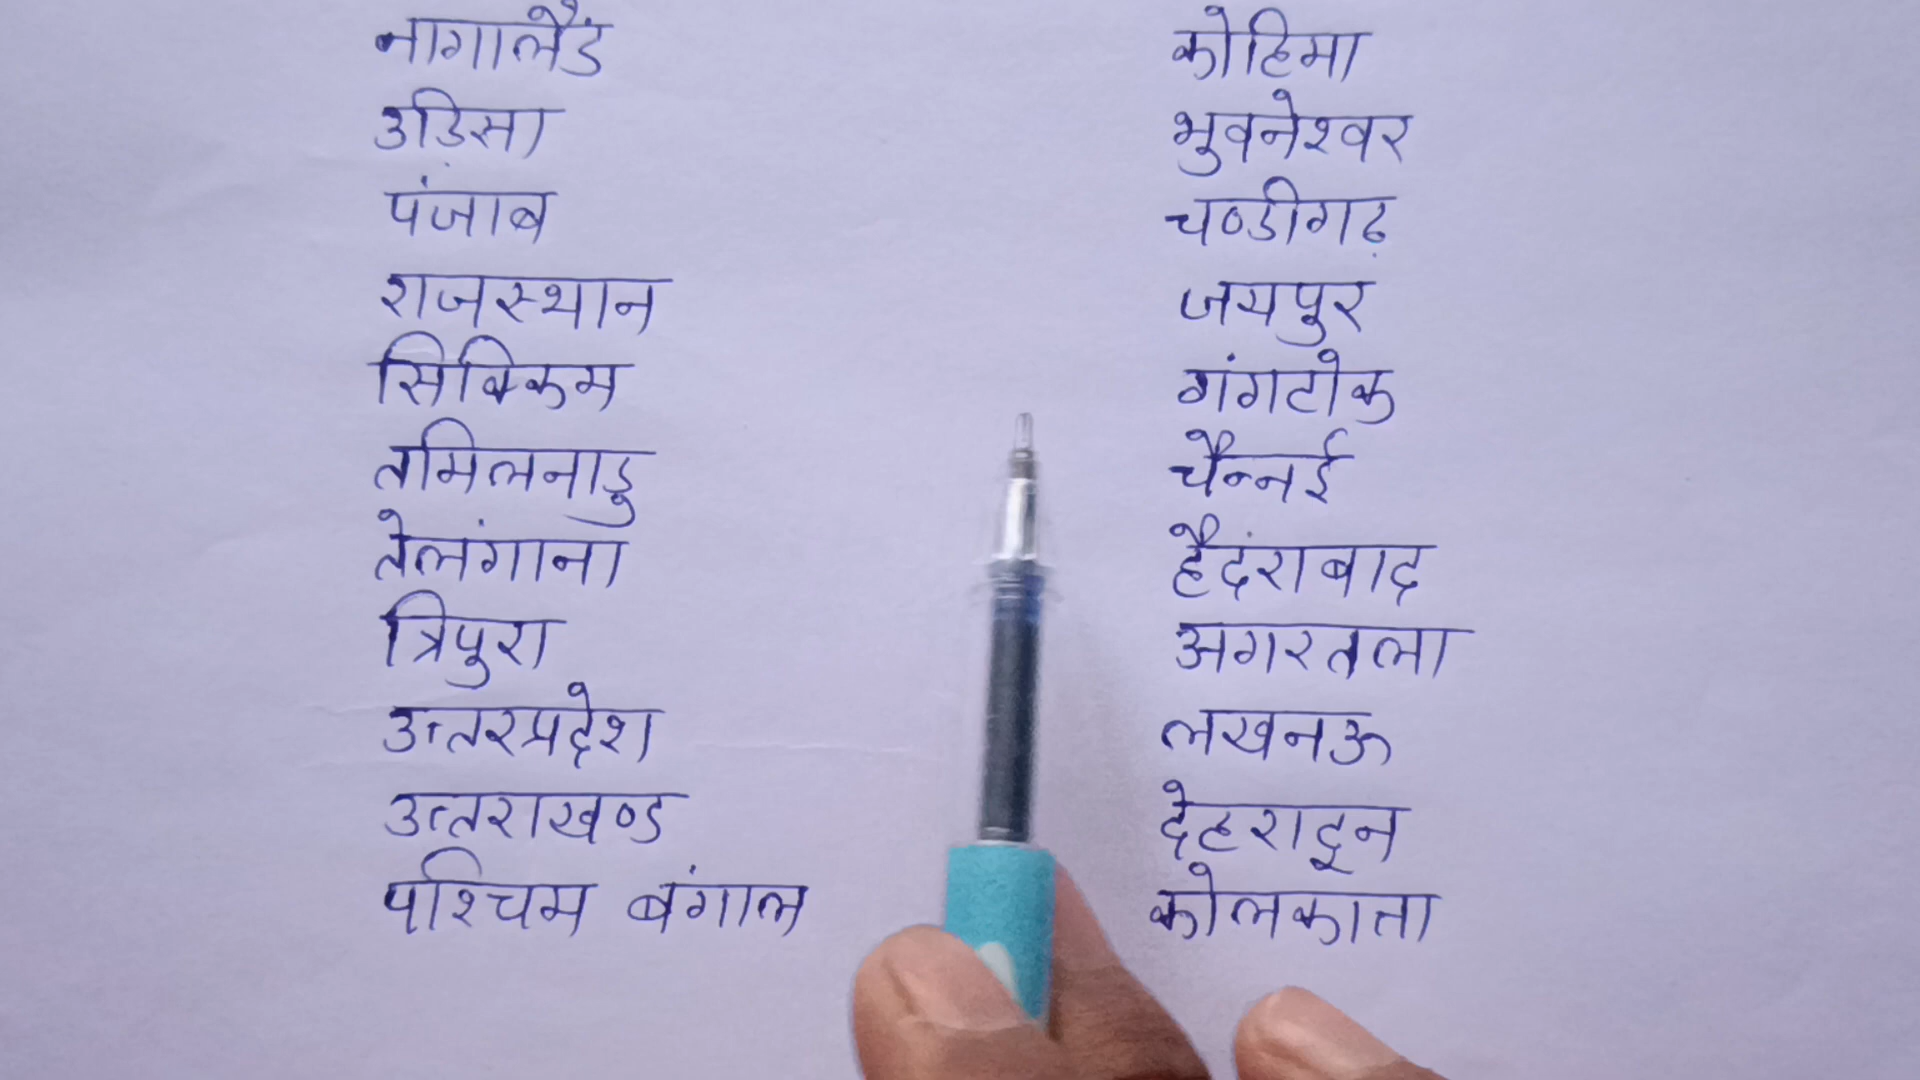 नागालैंड कोहिमा
उड़िसा भुवनेश्वर
पंजाब चण्डीगढ़
राजस्थान जयपुर
सिक्किम गंगटोक
तमिलनाडु चैन्नई
तेलंगाना हैदंराबाद
त्रिपुरा अगरतला
उत्तरप्रदेश लखनऊ
उत्तराखण्ड देहरादून
पश्चिम बंगाल कोलकाता